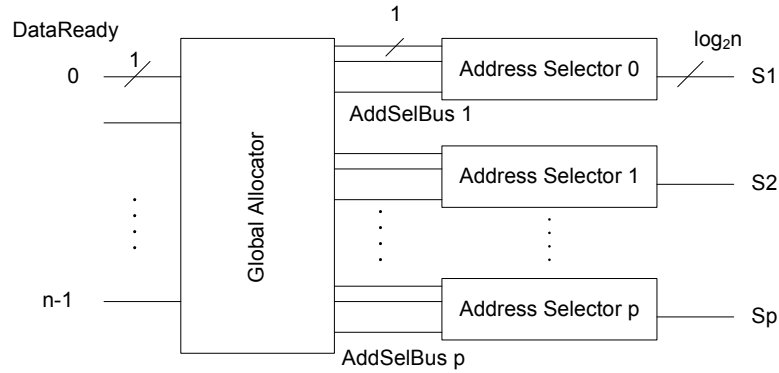 DataReady
0
1
n-1
Global Allocator
1
AddSelBus 1
AddSelBus p
Address Selector 0
Address Selector 1
Address Selector p
log₂n
S1
S2
Sp